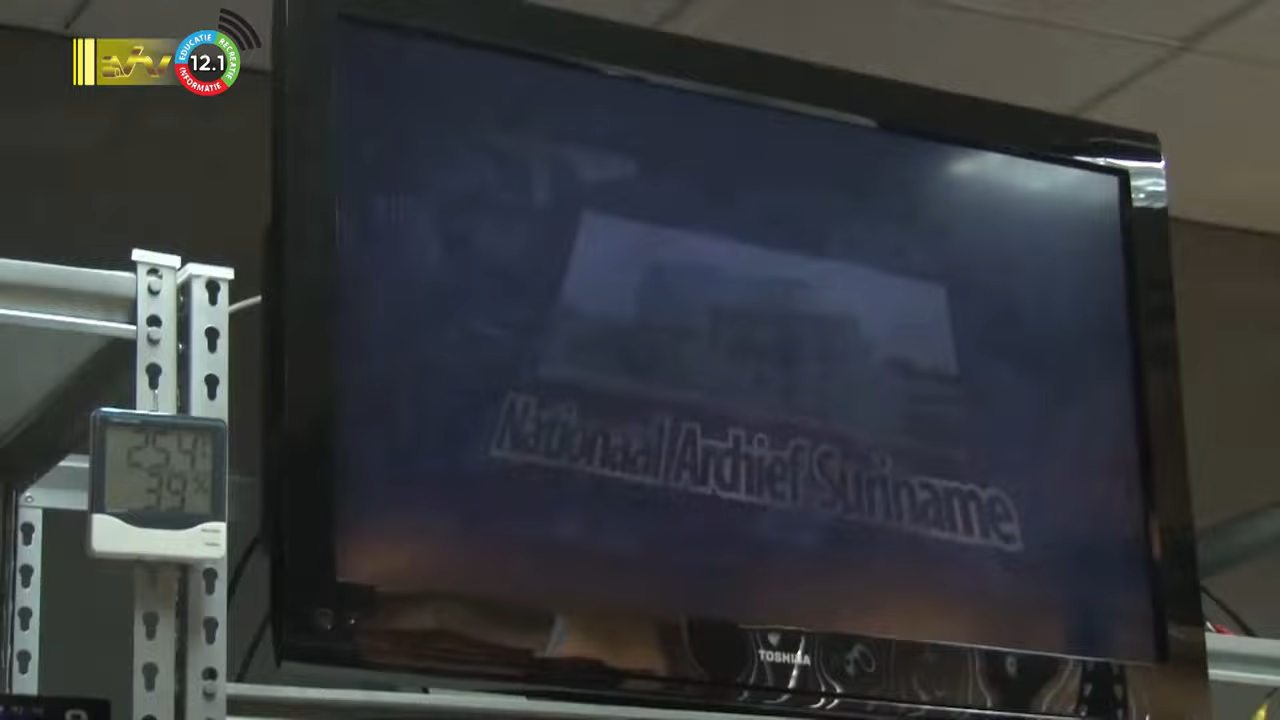 EDUCATIE
RECREATIE
INFORMATIE
12.1
25.4
39 %
Nationaal Archief Suriname
TOSHIBA